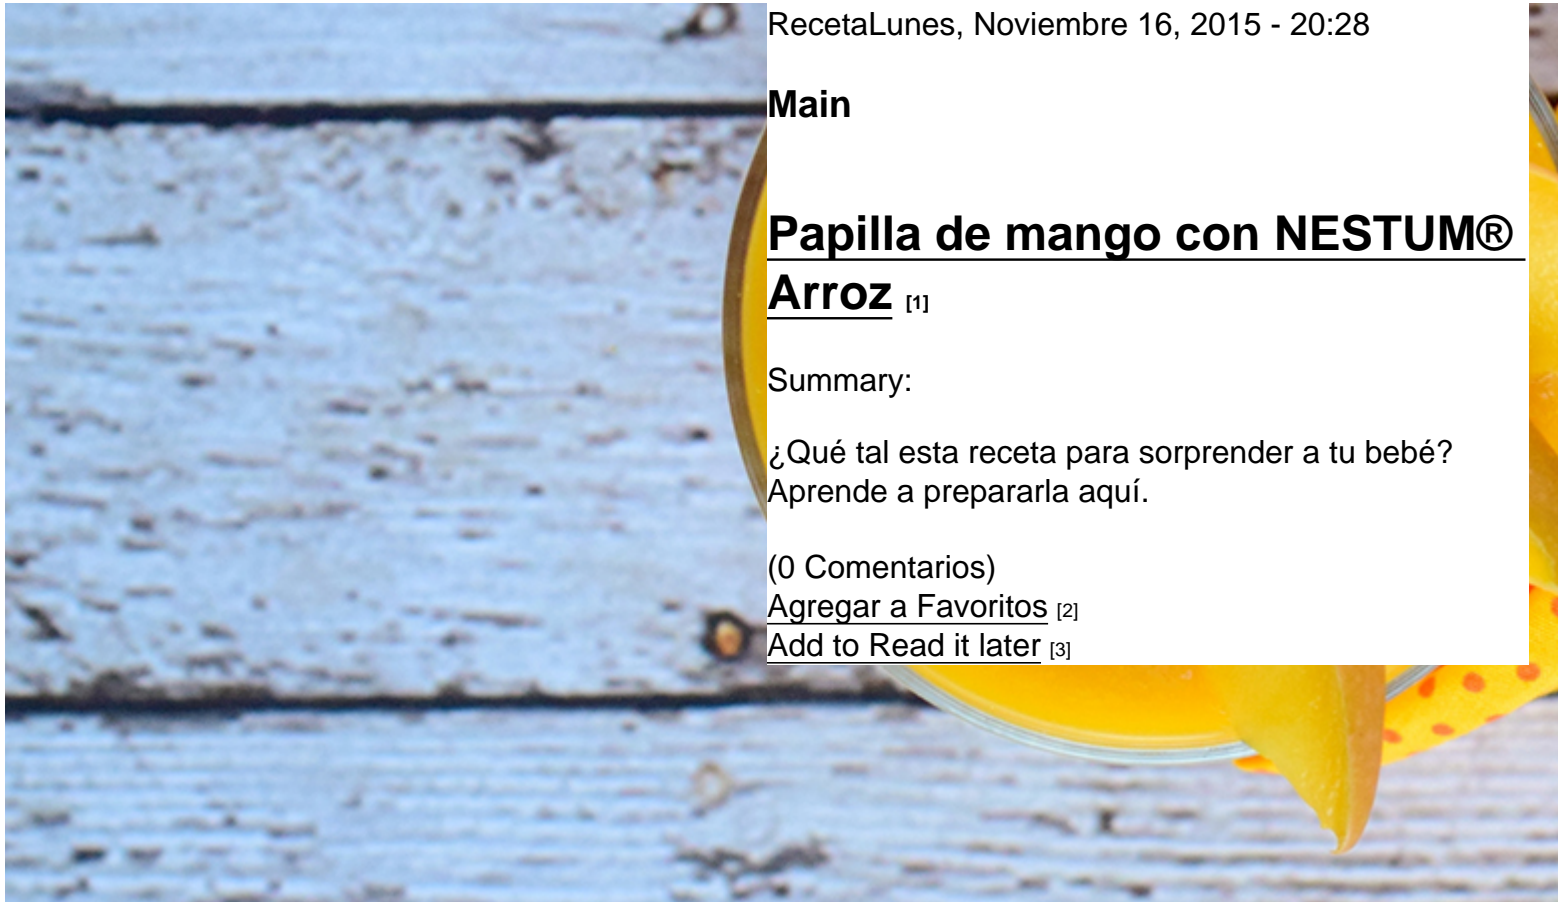 RecetaLunes, Noviembre 16, 2015 - 20:28
Main
Papilla de mango con NESTUM®
Arroz [1]
Summary:
¿Qué tal esta receta para sorprender a tu bebé?
Aprende a prepararla aquí.
(0 Comentarios)
Agregar a Favoritos [2]
Add to Read it later [3]